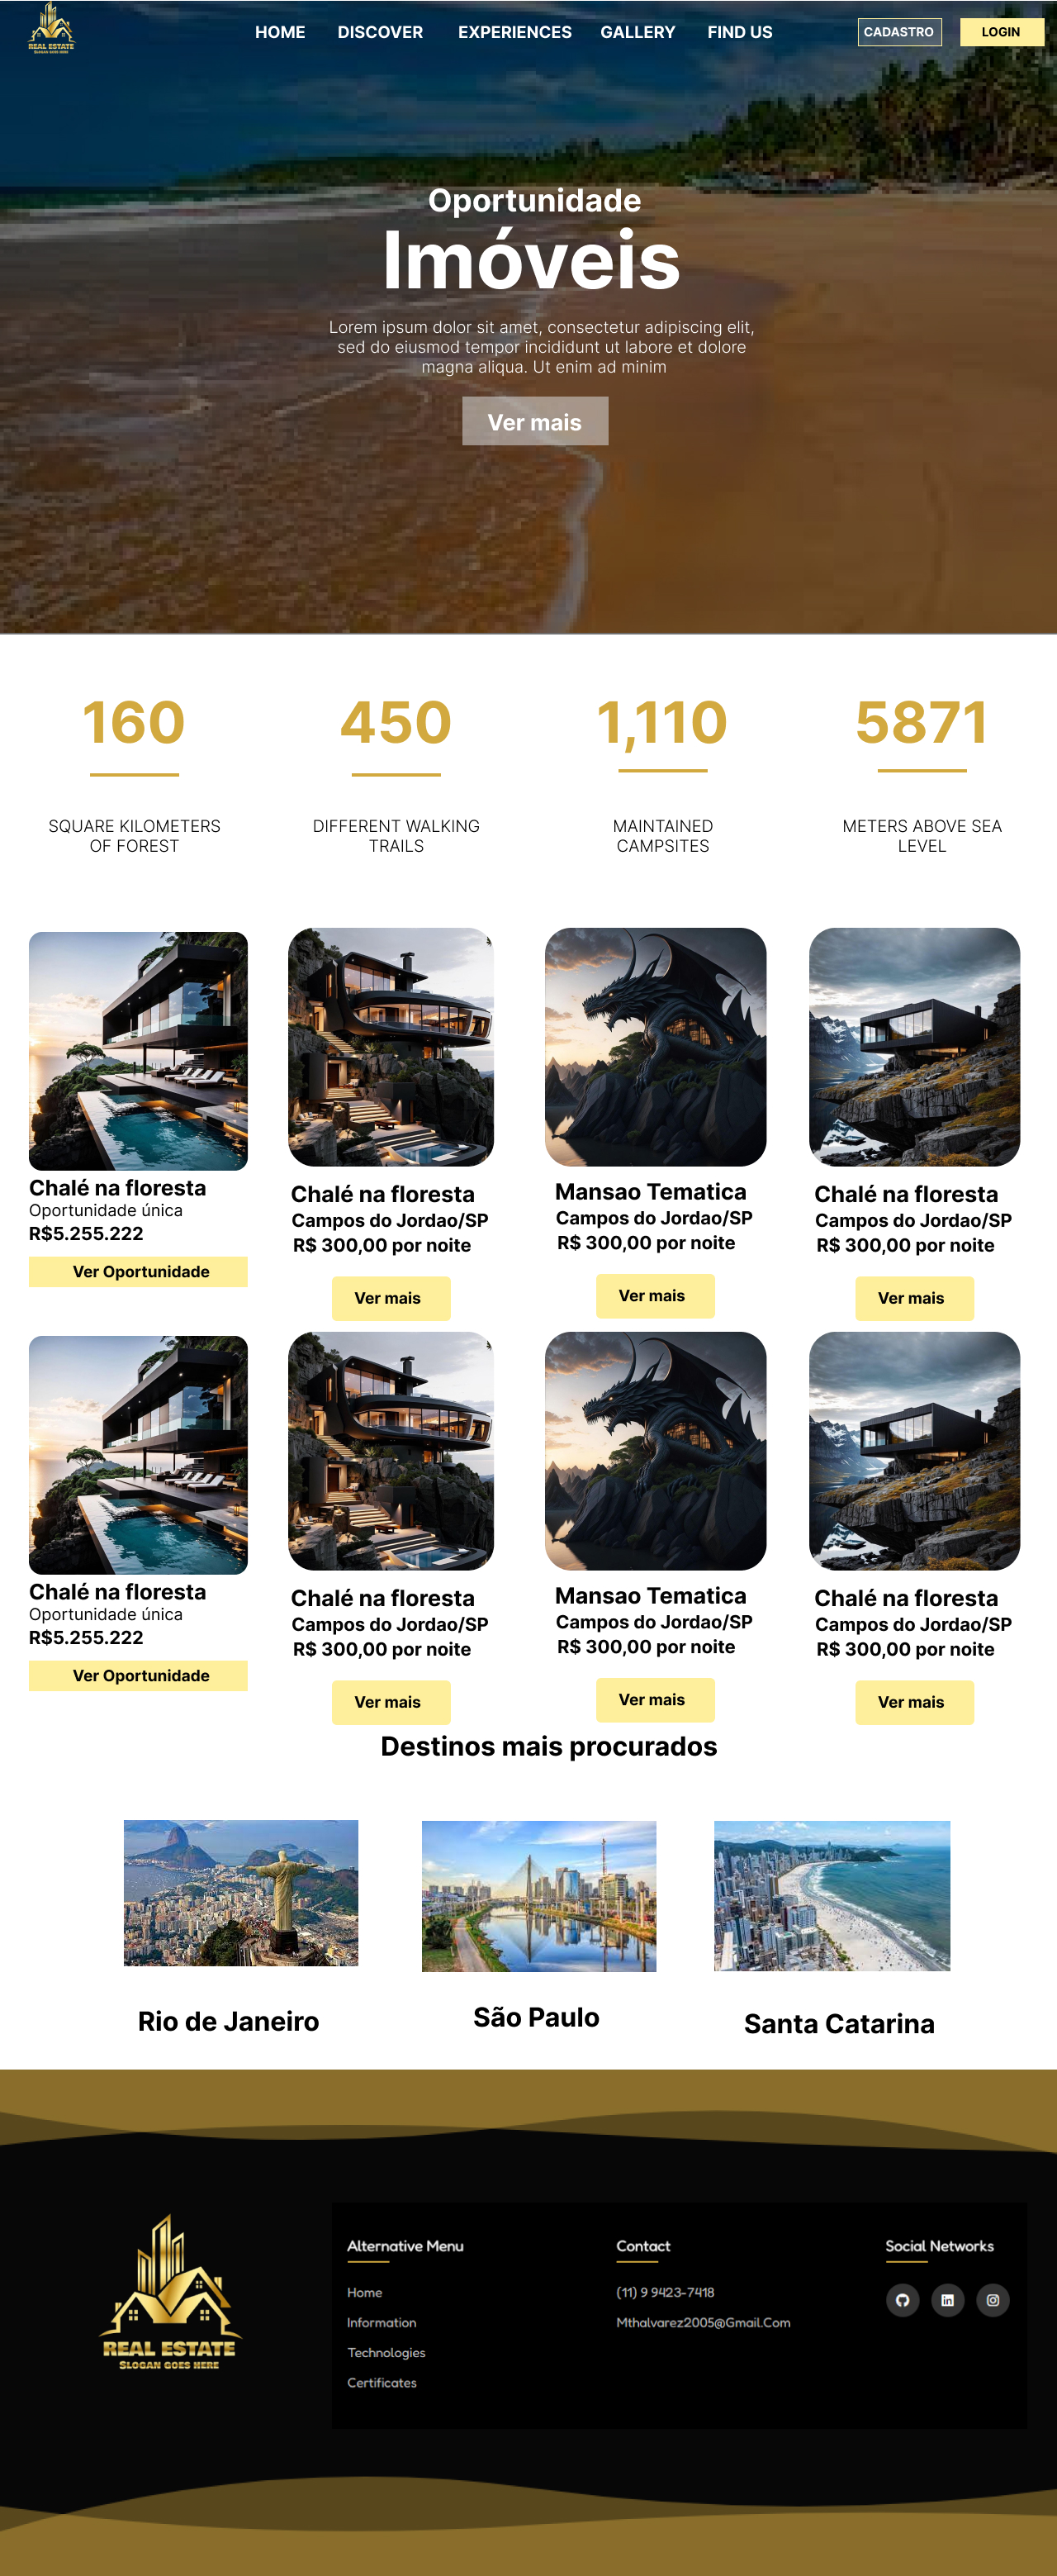 REAL ESTATE
SLOGAN GOES HERE
HOME
DISCOVER
EXPERIENCES
GALLERY
FIND US
CADASTRO
LOGIN
Oportunidade
Imóveis
Lorem ipsum dolor sit amet, consectetur adipiscing elit,
sed do eiusmod tempor incididunt ut labore et dolore
magna aliqua. Ut enim ad minim
Ver mais
160
SQUARE KILOMETERS
OF FOREST
450
DIFFERENT WALKING
TRAILS
1,110
MAINTAINED
CAMPSITES
5871
METERS ABOVE SEA
LEVEL
Chalé na floresta
Oportunidade única
R$5.255.222
Ver Oportunidade
Chalé na floresta
Campos do Jordao/SP
R$ 300,00 por noite
Ver mais
Mansao Tematica
Campos do Jordao/SP
R$ 300,00 por noite
Ver mais
Chalé na floresta
Campos do Jordao/SP
R$ 300,00 por noite
Ver mais
Chalé na floresta
Oportunidade única
R$5.255.222
Ver Oportunidade
Chalé na floresta
Campos do Jordao/SP
R$ 300,00 por noite
Ver mais
Mansao Tematica
Campos do Jordao/SP
R$ 300,00 por noite
Ver mais
Chalé na floresta
Campos do Jordao/SP
R$ 300,00 por noite
Ver mais
Destinos mais procurados
Rio de Janeiro
São Paulo
Santa Catarina
REAL ESTATE
SLOGAN GOES HERE
Alternative Menu
Home
Information
Technologies
Certificates
Contact
(11) 9 9423-7418
Mthalvarez2005@Gmail.Com
Social Networks